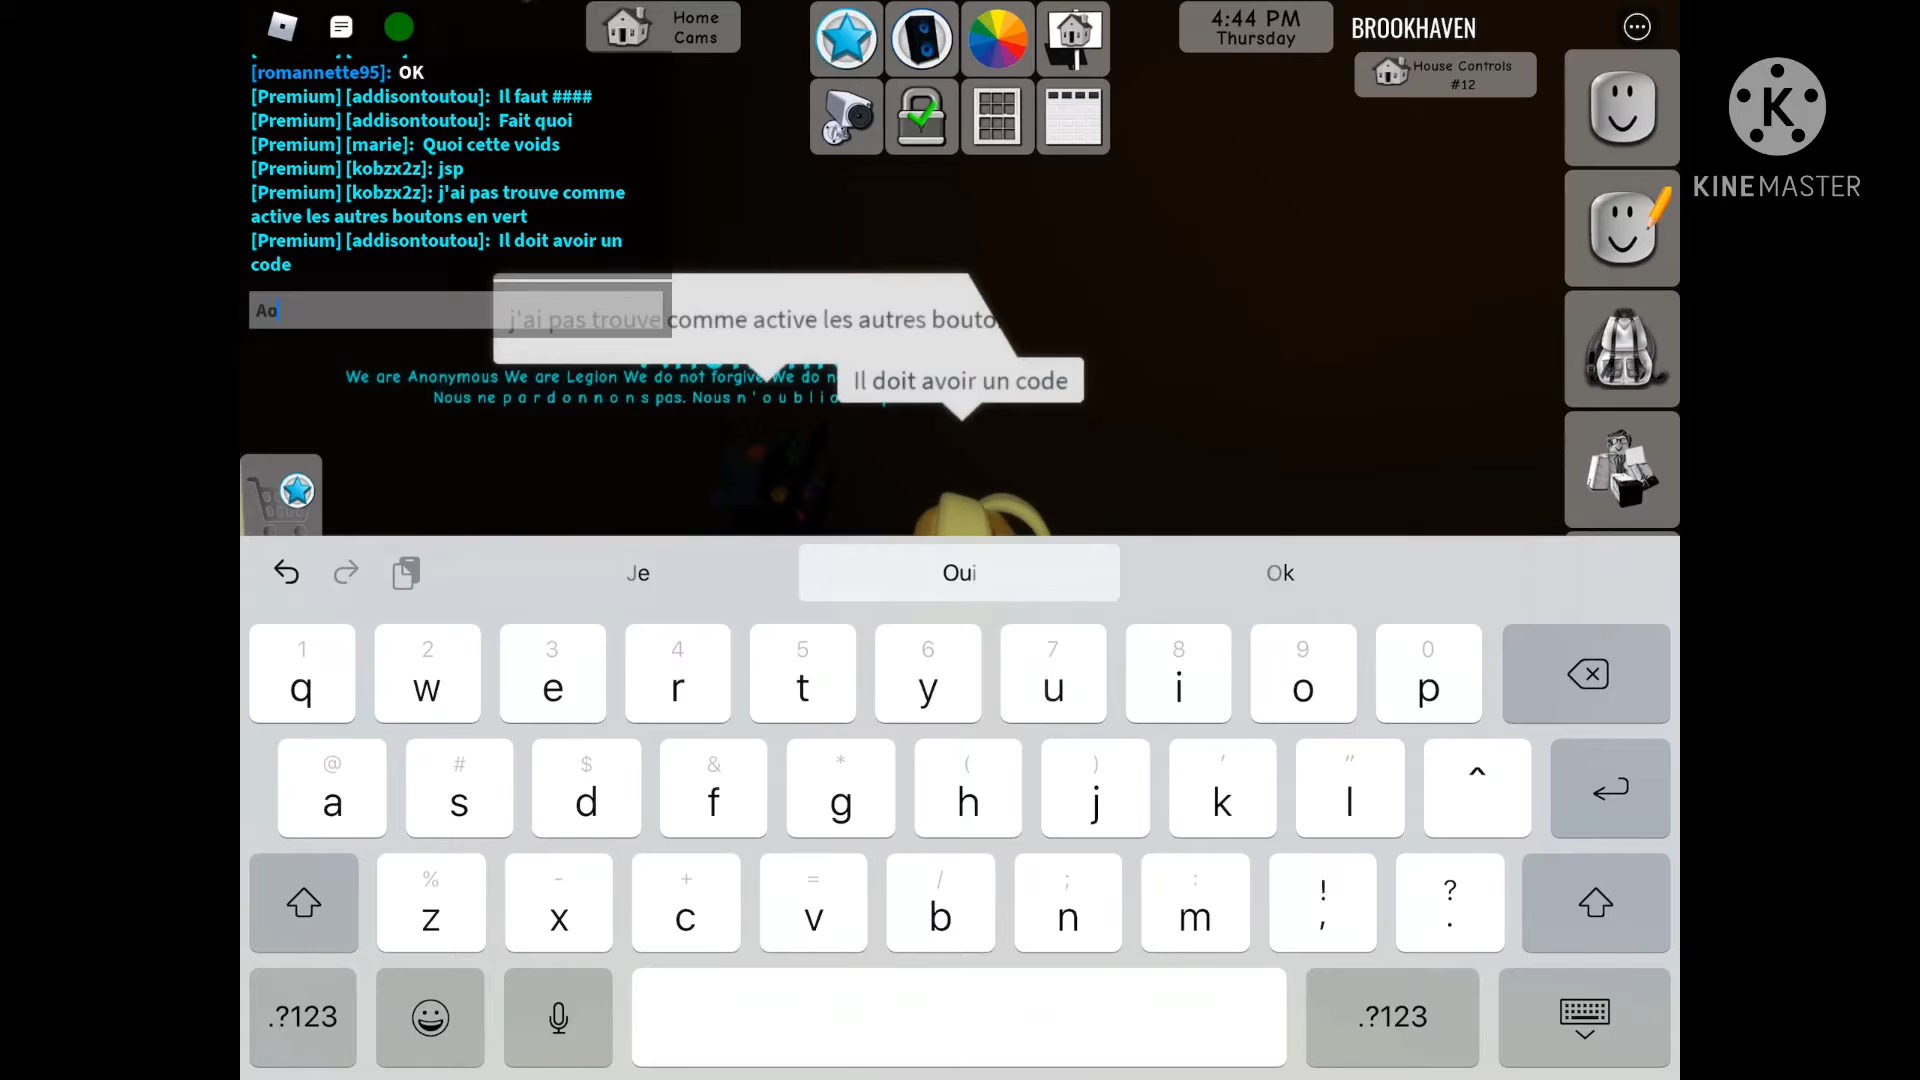 Home
Cams
4:44 PM
Thursday
BROOKHAVEN
House Controls
#12
K
KINEMASTER
[romannette95]: OK
[Premium] [addisontoutou]: Il faut ####
[Premium] [addisontoutou]: Fait quoi
[Premium] [marie]: Quoi cette voids
[Premium] [kobzx2z]: jsp
[Premium] [kobzx2z]: j'ai pas trouve comme
active les autres boutons en vert
[Premium] [addisontoutou]: Il doit avoir un
code
Ao
j'ai pas trouve comme active les autres bouto
We are Anonymous We are Legion We do not forgive We do n
Il doit avoir un code
Nous ne p a r d o n n o n s pas. Nous n ' o u b l i o
Je
Oui
Ok
1 2 3 4 5 6 7 8 9 0
q w e r t y u i o p
@ # $ & * ( ) ' "
a s d f g h j k l ^
% - + = / ; : ! ?
z x c v b n m , .
.?123
.?123